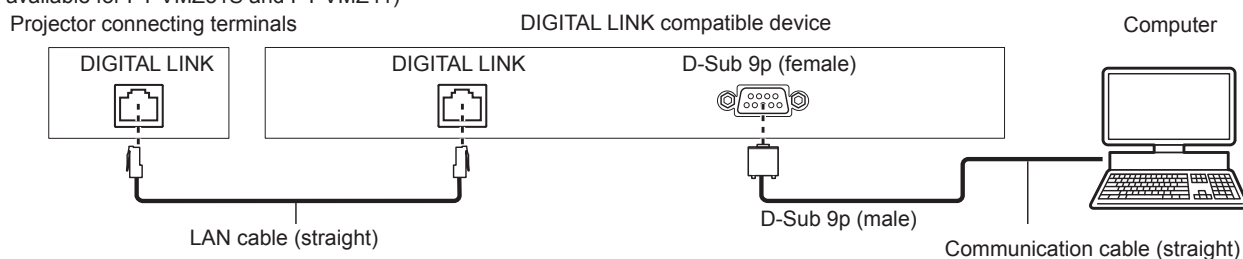 Projector connecting terminals
DIGITAL LINK compatible device
Computer
DIGITAL LINK
DIGITAL LINK
D-Sub 9p (female)
D-Sub 9p (male)
LAN cable (straight)
Communication cable (straight)